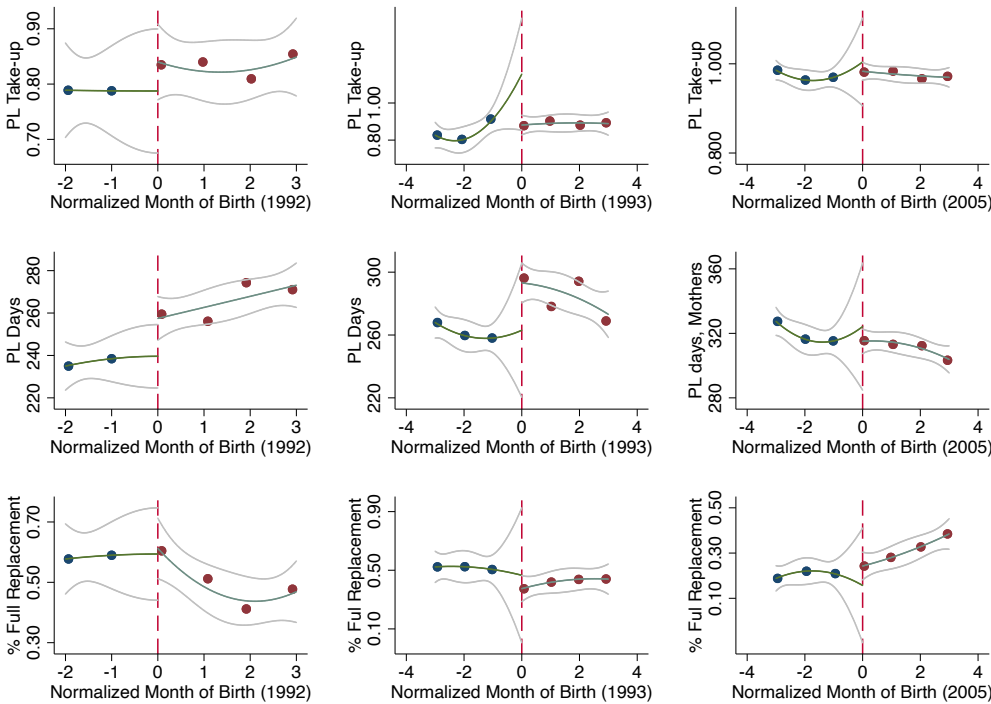 PL Take-up
0.90
0.80
0.70
-2 -1 0 1 2 3
Normalized Month of Birth (1992)
PL Take-up
1.00
0.80
-4 -2 0 2 4
Normalized Month of Birth (1993)
PL Take-up
1.000
0.800
-4 -2 0 2 4
Normalized Month of Birth (2005)
PL Days
280
260
240
220
-2 -1 0 1 2 3
Normalized Month of Birth (1992)
PL Days
300
260
220
-4 -2 0 2 4
Normalized Month of Birth (1993)
PL days, Mothers
360
320
280
-4 -2 0 2 4
Normalized Month of Birth (2005)
% Full Replacement
0.70
0.50
0.30
-2 -1 0 1 2 3
Normalized Month of Birth (1992)
% Full Replacement
0.90
0.50
0.10
-4 -2 0 2 4
Normalized Month of Birth (1993)
% Ful Replacement
0.50
0.30
0.10
-4 -2 0 2 4
Normalized Month of Birth (2005)